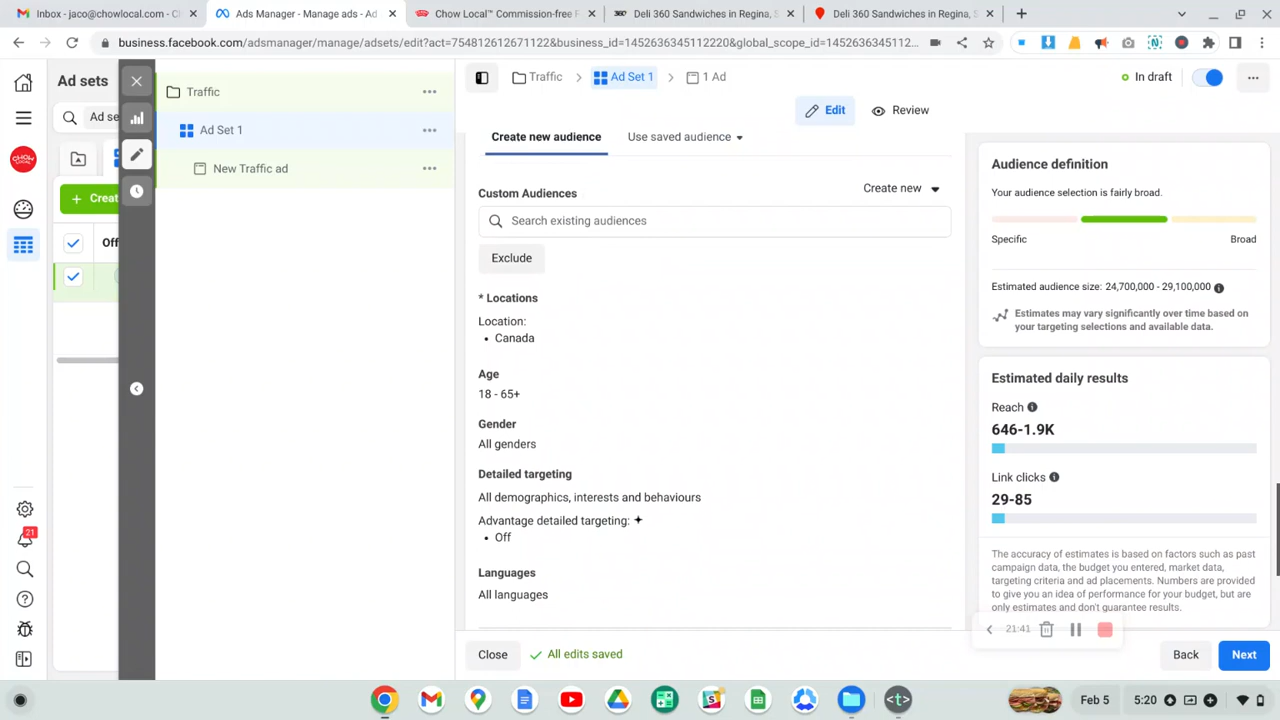 Inbox - jaco@chowlocal.com - C
Ads Manager - Manage ads - Ad
Chow Local™ Commission-free F
Deli 360 Sandwiches in Regina, S
Deli 360 Sandwiches in Regina, S
business.facebook.com/adsmanager/manage/adsets/edit?act=754812612671122&business_id=1452636345112220&global_scope_id=1452636345112...
Ad sets
Traffic
Traffic
Ad Set 1
1 Ad
In draft
Ad se
Ad Set 1
Edit
Review
New Traffic ad
CHOW LOCAL
+ Creat
Off
21
Create new audience
Use saved audience
Custom Audiences
Create new
Search existing audiences
Exclude
* Locations
Location:
• Canada
Age
18 - 65+
Gender
All genders
Detailed targeting
All demographics, interests and behaviours
Advantage detailed targeting:
• Off
Languages
All languages
Audience definition
Your audience selection is fairly broad.
Specific
Broad
Estimated audience size: 24,700,000 - 29,100,000
Estimates may vary significantly over time based on
your targeting selections and available data.
Estimated daily results
Reach
646-1.9K
Link clicks
29-85
The accuracy of estimates is based on factors such as past
campaign data, the budget you entered, market data,
targeting criteria and ad placements. Numbers are provided
to give you an idea of performance for your budget, but are
only estimates and don't guarantee results.
21:41
Close
All edits saved
Back
Next
Feb 5
5:20